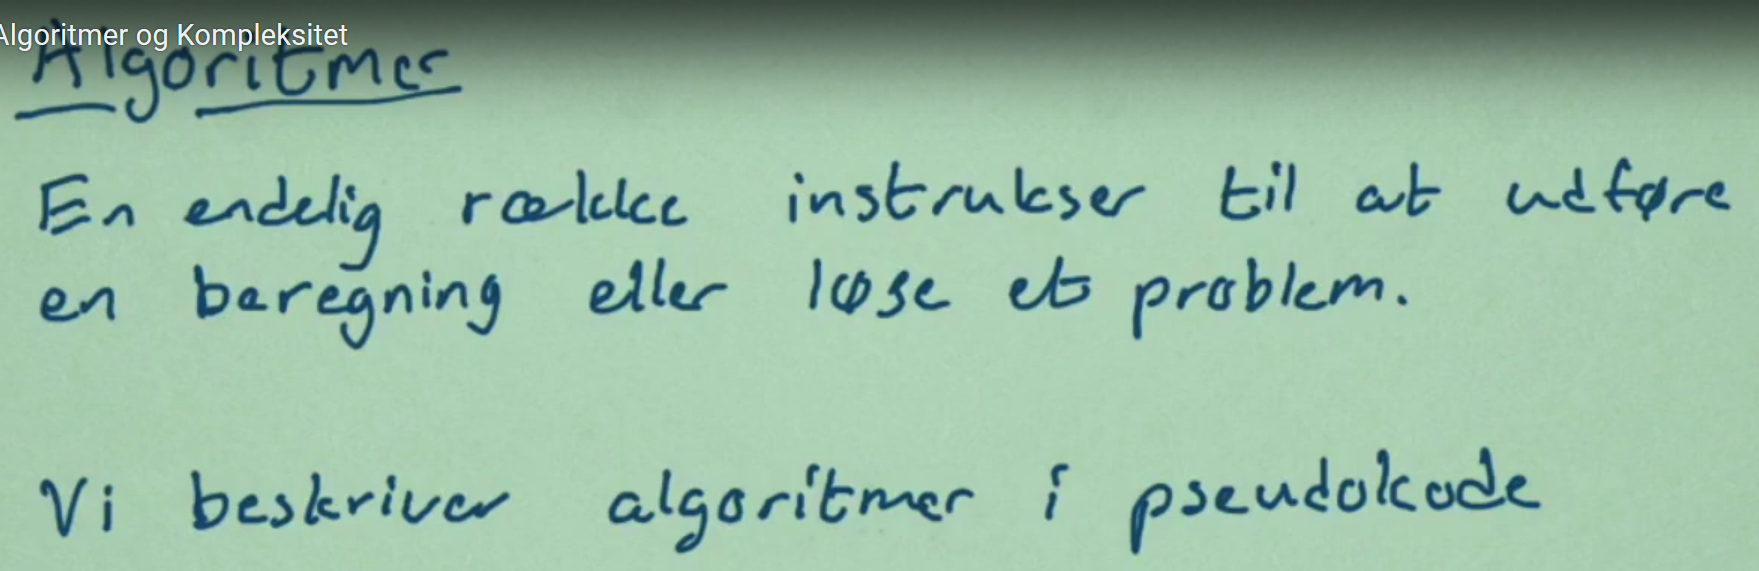 Algoritmer og Kompleksitet
Algoritmer
En endelig række instrukser til at udføre
en beregning eller løse et problem.
Vi beskriver algoritmer i pseudokode